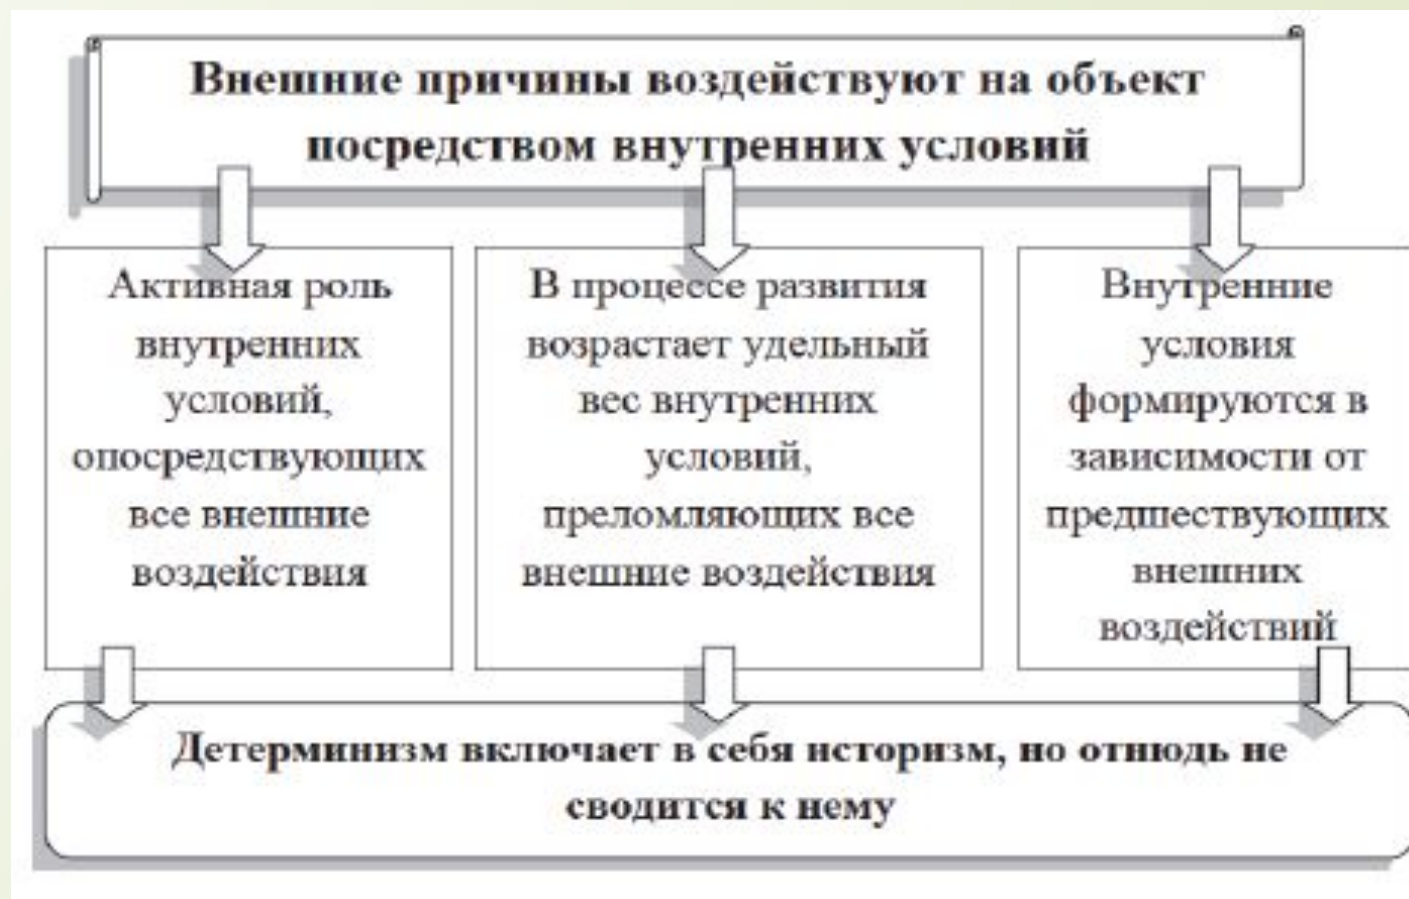 Внешние причины воздействуют на объект
посредством внутренних условий
Активная роль
внутренних
условий,
опосредствующих
все внешние
воздействия
В процессе развития
возрастает удельный
вес внутренних
условий,
преломляющих все
внешние воздействия
Внутренние
условия
формируются в
зависимости от
предшествующих
внешних
воздействий
Детерминизм включает в себя историзм, но отнюдь не
сводится к нему